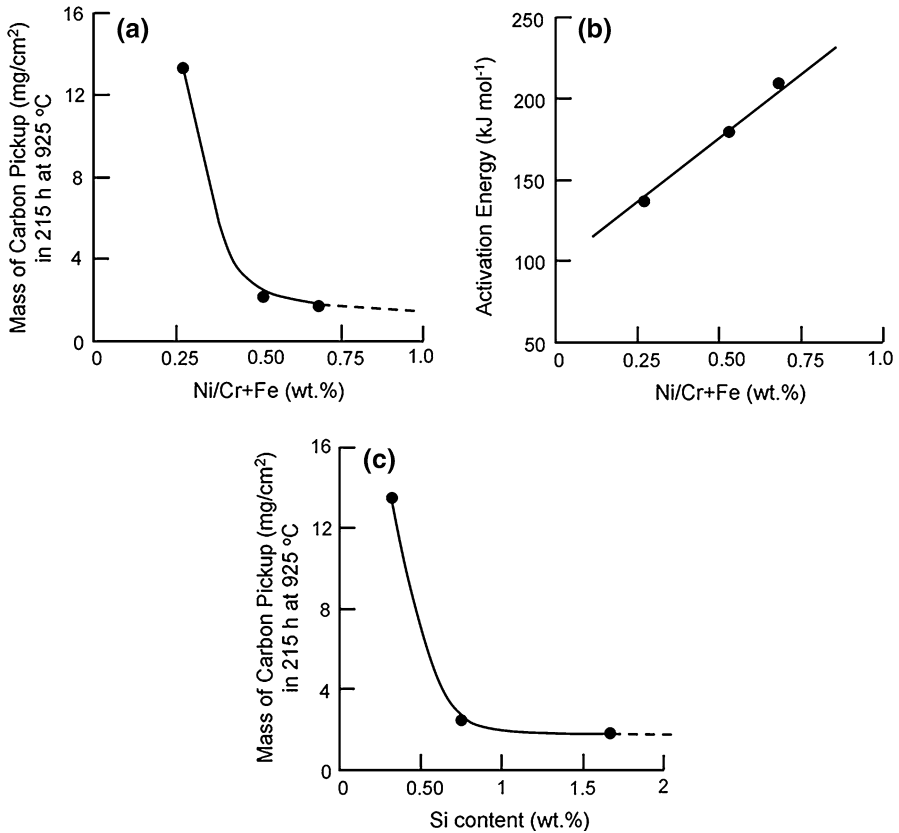 (a)
Mass of Carbon Pickup (mg/cm2)
in 215 h at 925 ºC
16
12
8
4
0
0 0.25 0.50 0.75 1.0
Ni/Cr+Fe (wt.%)
(b)
Activation Energy (kJ mol-1)
250
200
150
100
50
0 0.25 0.50 0.75 1.0
Ni/Cr+Fe (wt.%)
(c)
Mass of Carbon Pickup (mg/cm2)
in 215 h at 925 ºC
16
12
8
4
0
0 0.50 1 1.5 2
Si content (wt.%)